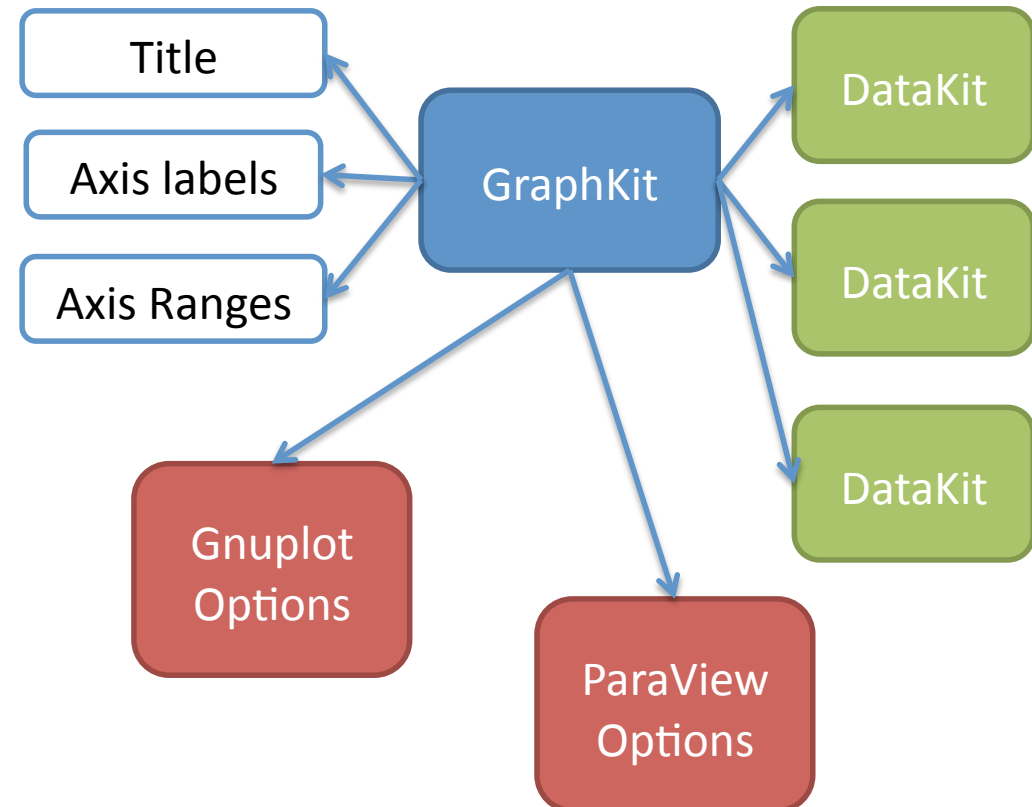 Title
Axis labels
Axis Ranges
GraphKit
DataKit
DataKit
DataKit
Gnuplot
Options
ParaView
Options